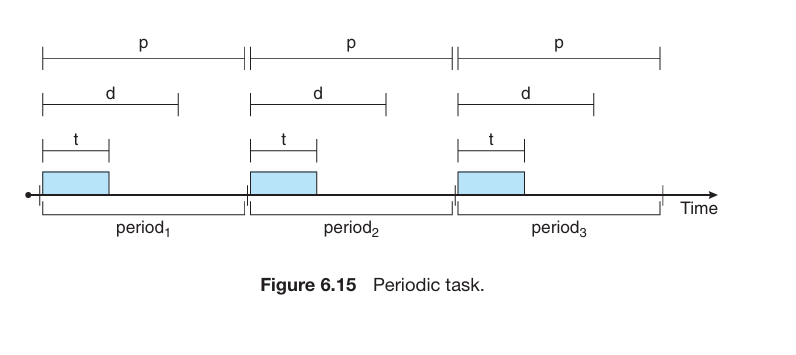 p p p
d d d
t t t
Time
period₁ period₂ period₃
Figure 6.15 Periodic task.